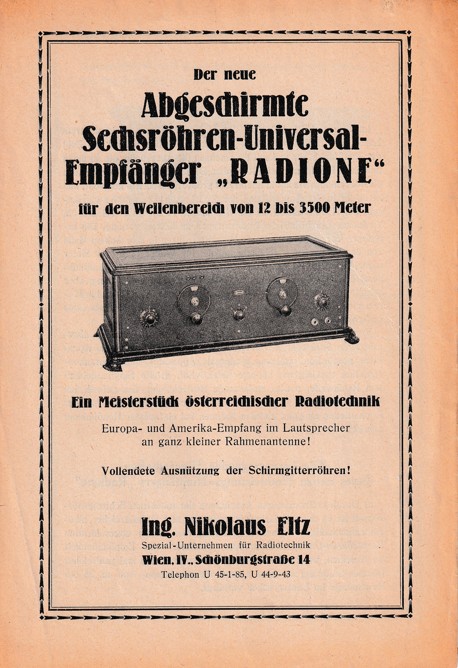 Der neue
Abgeschirmte
Sechsröhren-Universal-
Empfänger „RADIONE“
für den Wellenbereich von 12 bis 3500 Meter
Ein Meisterstück österreichischer Radiotechnik
Europa- und Amerika-Empfang im Lautsprecher
an ganz kleiner Rahmenantenne!
Vollendete Ausnützung der Schirmgitterröhren!
Ing. Nikolaus Eltz
Spezial-Unternehmen für Radiotechnik
Wien, IV., Schönburgstraße 14
Telephon U 45-1-85, U 44-9-43